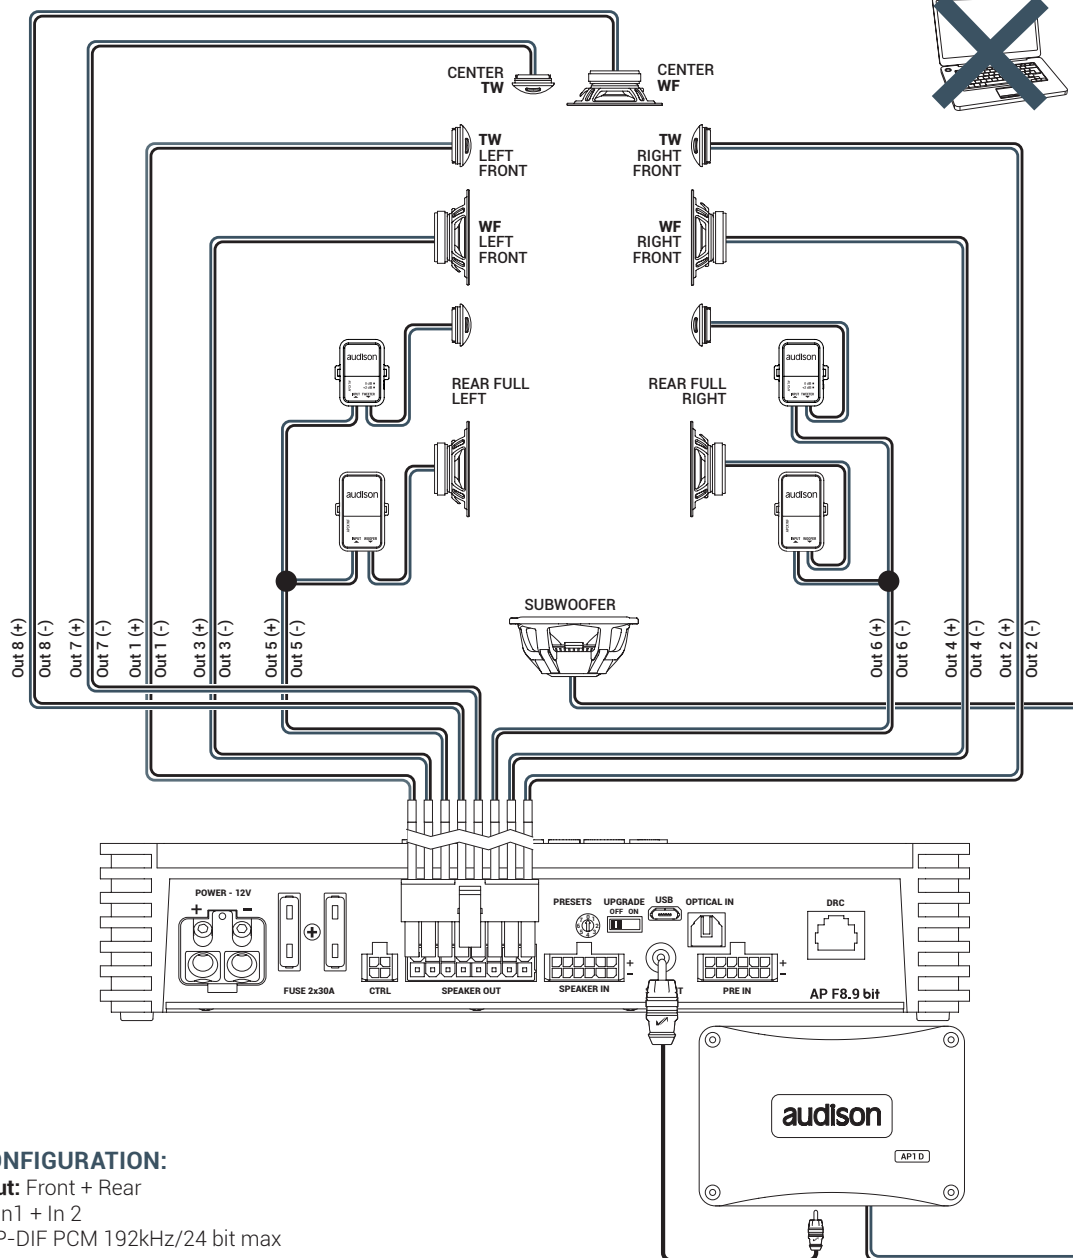 CENTER
TW
CENTER
WF
TW
LEFT
FRONT
TW
RIGHT
FRONT
WF
LEFT
FRONT
WF
RIGHT
FRONT
audison
audison
REAR FULL
LEFT
REAR FULL
RIGHT
audison
audison
INPUT
INPUT
SUBWOOFER
Out 8 (+)
Out 8 (-)
Out 7 (+)
Out 7 (-)
Out 1 (+)
Out 1 (-)
Out 3 (+)
Out 3 (-)
Out 5 (+)
Out 5 (-)
Out 6 (+)
Out 6 (-)
Out 4 (+)
Out 4 (-)
Out 2 (+)
Out 2 (-)
POWER - 12V
+ -
FUSE 2x30A
CTRL
SPEAKER OUT
PRESETS
UPGRADE
OFF ON
USB
OPTICAL IN
DRC
SPEAKER IN
+
-
T
PRE IN
+
-
AP F8.9 bit
audison
AP1 D
ONFIGURATION:
ut: Front + Rear
n1 + In 2
P-DIF PCM 192kHz/24 bit max